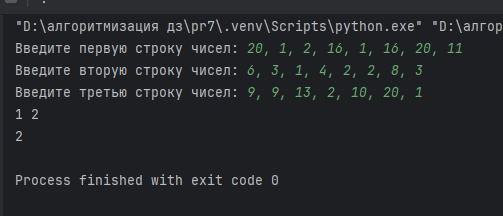 "D:\алгоритмизация дз\pr7\.venv\Scripts\python.exe" "D:\алгор
Введите первую строку чисел: 20, 1, 2, 16, 1, 16, 20, 11
Введите вторую строку чисел: 6, 3, 1, 4, 2, 2, 8, 3
Введите третью строку чисел: 9, 9, 13, 2, 10, 20, 1
1 2
2
Process finished with exit code 0